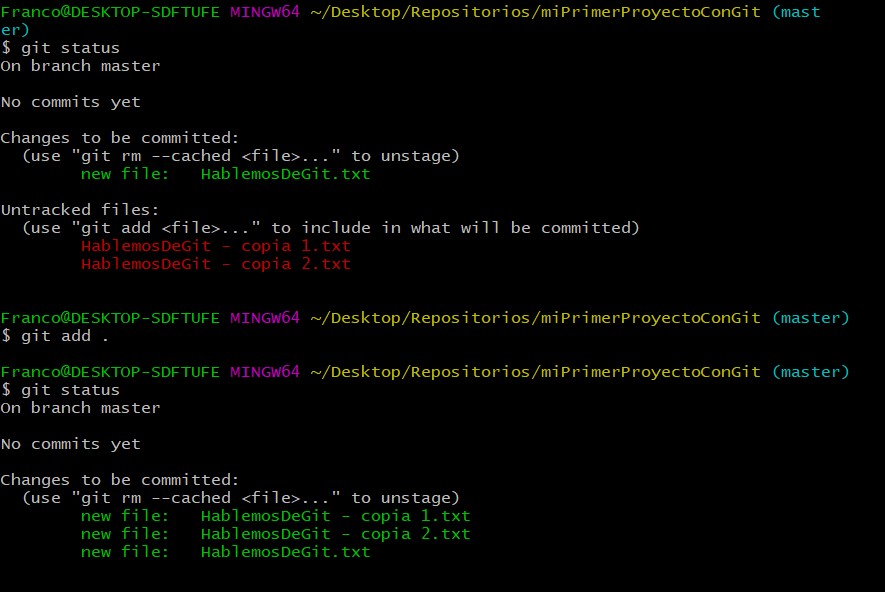 Franco@DESKTOP-SDFTUFE MINGW64 ~/Desktop/Repositorios/miPrimerProyectoConGit (mast
er)
$ git status
On branch master
No commits yet
Changes to be committed:
(use "git rm --cached <file>..." to unstage)
new file:   HablemosDeGit.txt
Untracked files:
(use "git add <file>..." to include in what will be committed)
HablemosDeGit - copia 1.txt
HablemosDeGit - copia 2.txt
Franco@DESKTOP-SDFTUFE MINGW64 ~/Desktop/Repositorios/miPrimerProyectoConGit (master)
$ git add .
Franco@DESKTOP-SDFTUFE MINGW64 ~/Desktop/Repositorios/miPrimerProyectoConGit (master)
$ git status
On branch master
No commits yet
Changes to be committed:
(use "git rm --cached <file>..." to unstage)
new file:   HablemosDeGit - copia 1.txt
new file:   HablemosDeGit - copia 2.txt
new file:   HablemosDeGit.txt